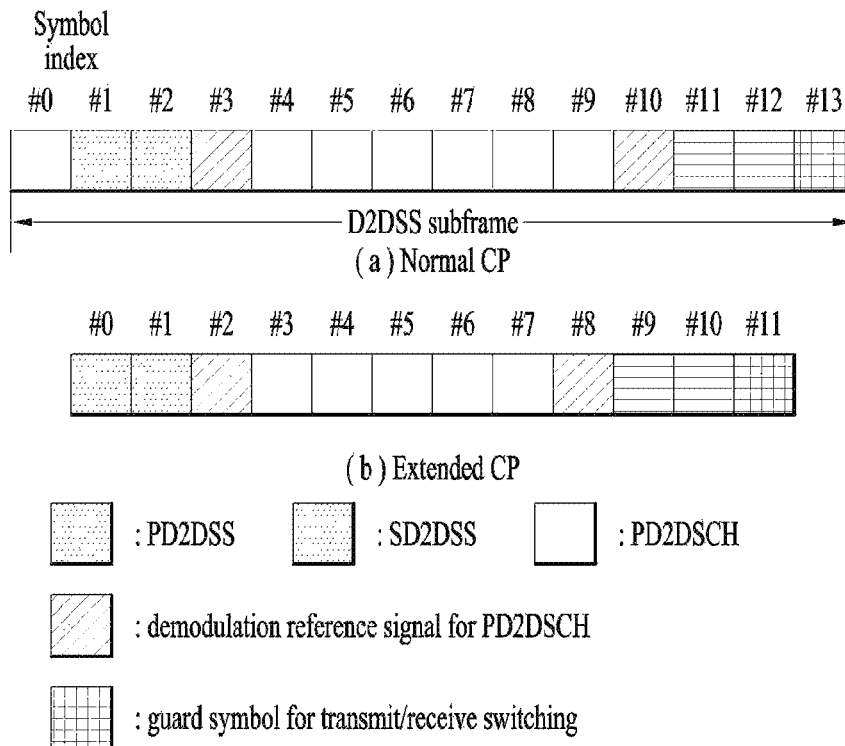 Symbol
index
#0 #1 #2 #3 #4 #5 #6 #7 #8 #9 #10 #11 #12 #13
D2DSS subframe
( a ) Normal CP
#0 #1 #2 #3 #4 #5 #6 #7 #8 #9 #10 #11
( b ) Extended CP
: PD2DSS : SD2DSS : PD2DSCH
: demodulation reference signal for PD2DSCH
: guard symbol for transmit/receive switching